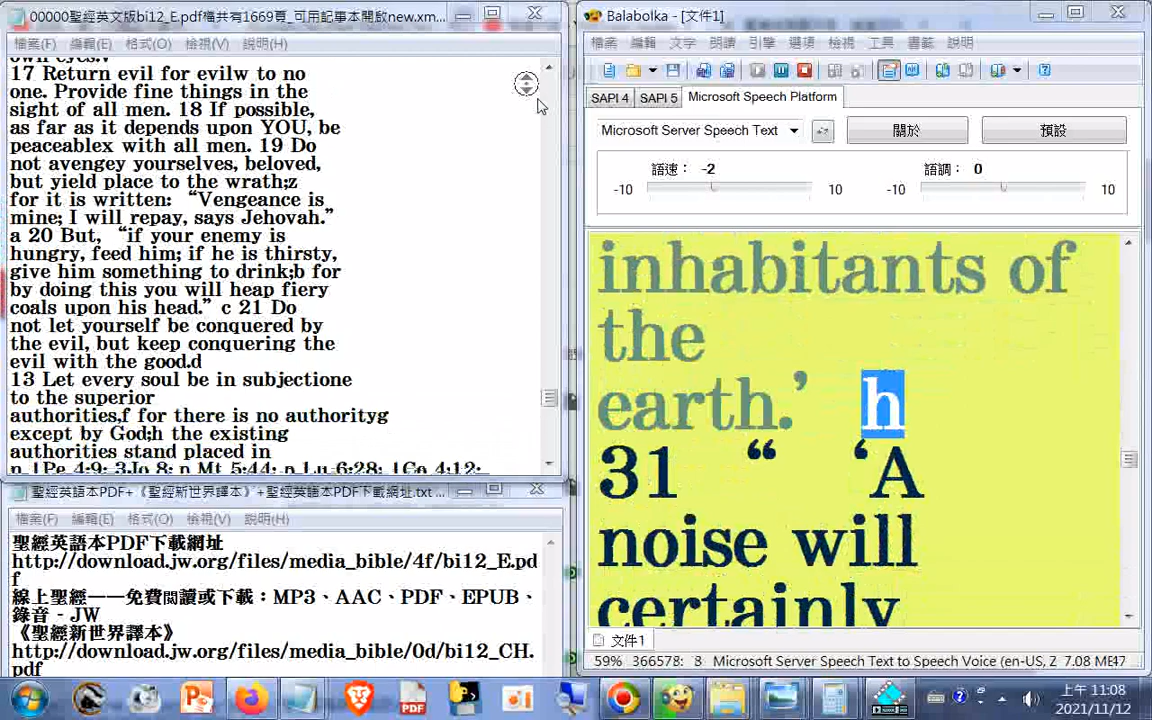 00000聖經英文版bi12_E.pdf檔共有1669頁_可用記事本開啟new.xm...
檔案(F) 編輯(E) 格式(O) 檢視(V) 說明(H)
own eyes.v
17 Return evil for evilw to no
one. Provide fine things in the
sight of all men. 18 If possible,
as far as it depends upon YOU, be
peaceablex with all men. 19 Do
not avengey yourselves, beloved,
but yield place to the wrath;z
for it is written: “Vengeance is
mine; I will repay, says Jehovah.”
a 20 But, “if your enemy is
hungry, feed him; if he is thirsty,
give him something to drink;b for
by doing this you will heap fiery
coals upon his head.” c 21 Do
not let yourself be conquered by
the evil, but keep conquering the
evil with the good.d
13 Let every soul be in subjectione
to the superior
authorities,f for there is no authorityg
except by God;h the existing
authorities stand placed in
n 1Pe 4:9; 3Jo 8; p Mt 5:44; p Lu 6:28; 1Co 4:12;
聖經英語本PDF+《聖經新世界譯本》+聖經英語本PDF下載網址.txt ...
檔案(F) 編輯(E) 格式(O) 檢視(V) 說明(H)
聖經英語本PDF下載網址
http://download.jw.org/files/media_bible/4f/bi12_E.pd
f
線上聖經——免費閱讀或下載：MP3、AAC、PDF、EPUB、
錄音 - JW
《聖經新世界譯本》
http://download.jw.org/files/media_bible/0d/bi12_CH.
pdf
Balabolka - [文件1]
檔案 編輯 文字 朗讀 引擎 選項 檢視 工具 書籤 說明
SAPI 4 SAPI 5 Microsoft Speech Platform
Microsoft Server Speech Text 關於 預設
語速： -2 語調： 0
-10 10 -10 10
inhabitants of
the
earth.’ h
31 “ ‘A
noise will
certainly
文件1
59% 366578: 8 Microsoft Server Speech Text to Speech Voice (en-US, Z 7.08 ME47
上午 11:08
2021/11/12